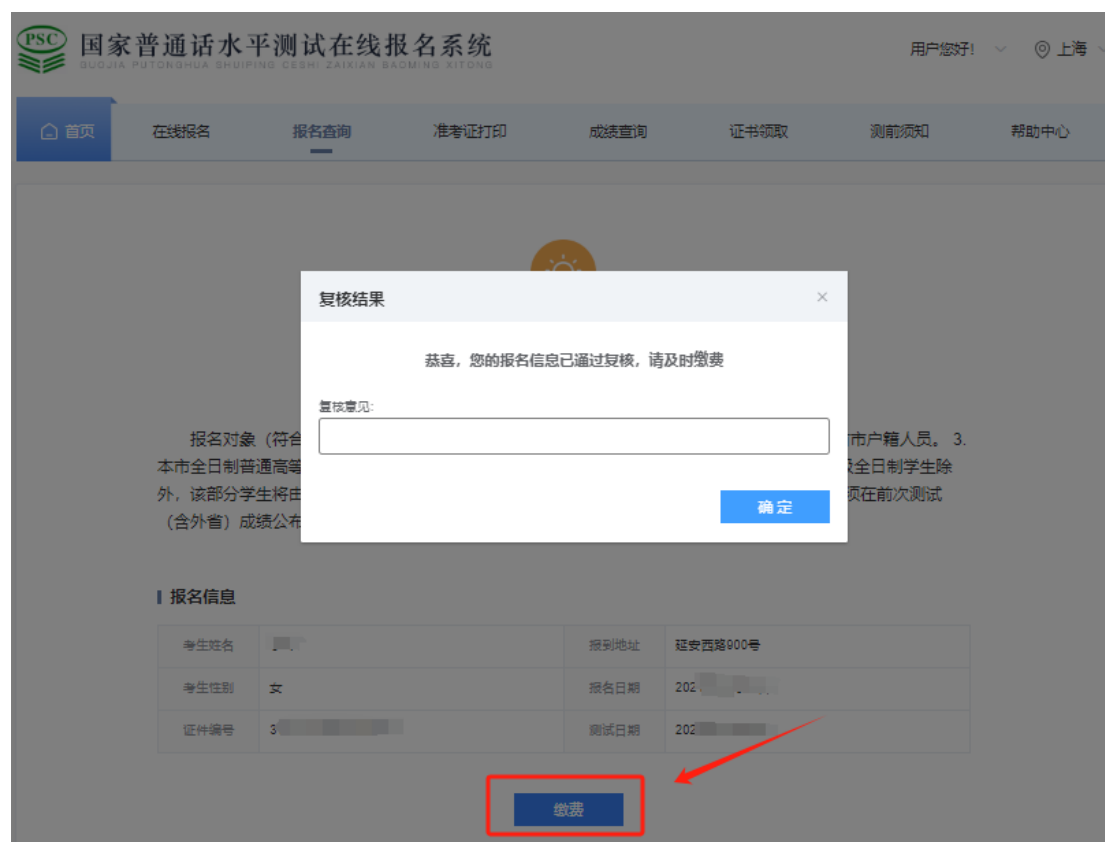 PSC 国家普通话水平测试在线报名系统
GUOJIA PUTONGHUA SHUIPING CESHI ZAIXIAN BAOMING XITONG
用户您好! 上海
首页 在线报名 报名查询 准考证打印 成绩查询 证书领取 测前须知 帮助中心
复核结果 ×
恭喜,您的报名信息已通过复核,请及时缴费
复核意见:
报名对象(符合 市户籍人员。 3.
本市全日制普通高等 全日制学生除
外,该部分学生将由 须在前次测试
(含外省)成绩公布
确定
报名信息
考生姓名 报到地址 延安西路900号
考生性别 女 报名日期 202
证件编号 3 测试日期 202
缴费